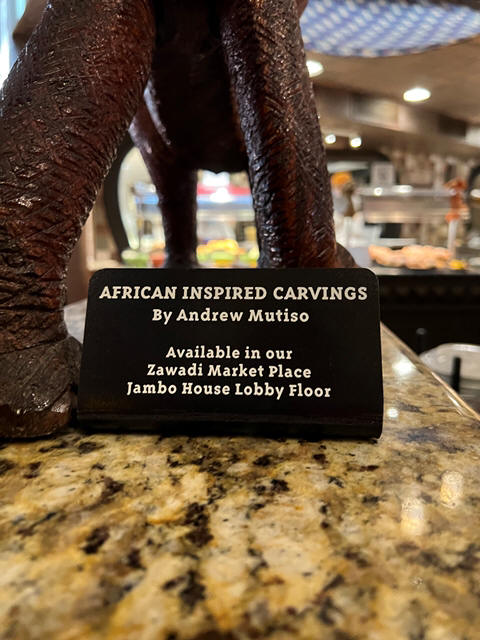 AFRICAN INSPIRED CARVINGS
By Andrew Mutiso
Available in our
Zawadi Market Place
Jambo House Lobby Floor